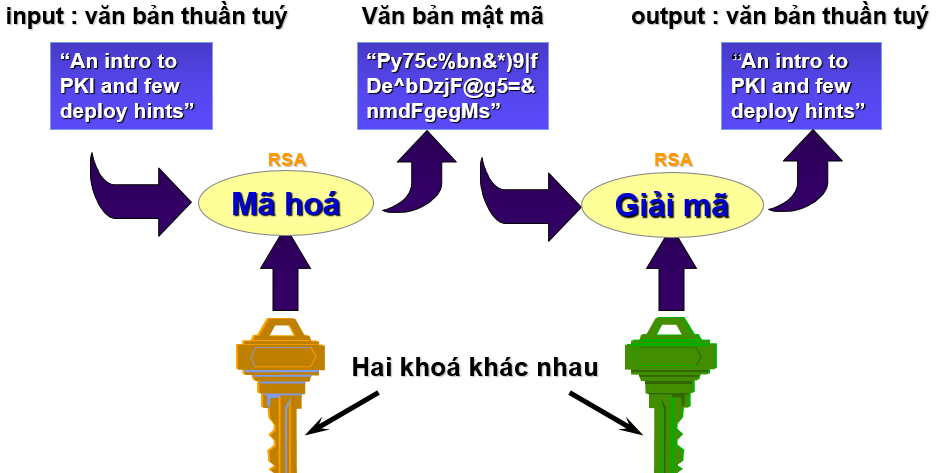 input : văn bản thuần tuý
Văn bản mật mã
output : văn bản thuần tuý
“An intro to
PKI and few
deploy hints”
“Py75c%bn&*)9|f
De^bDzjF@g5=&
nmdFgegMs”
“An intro to
PKI and few
deploy hints”
RSA
Mã hoá
RSA
Giải mã
Hai khoá khác nhau